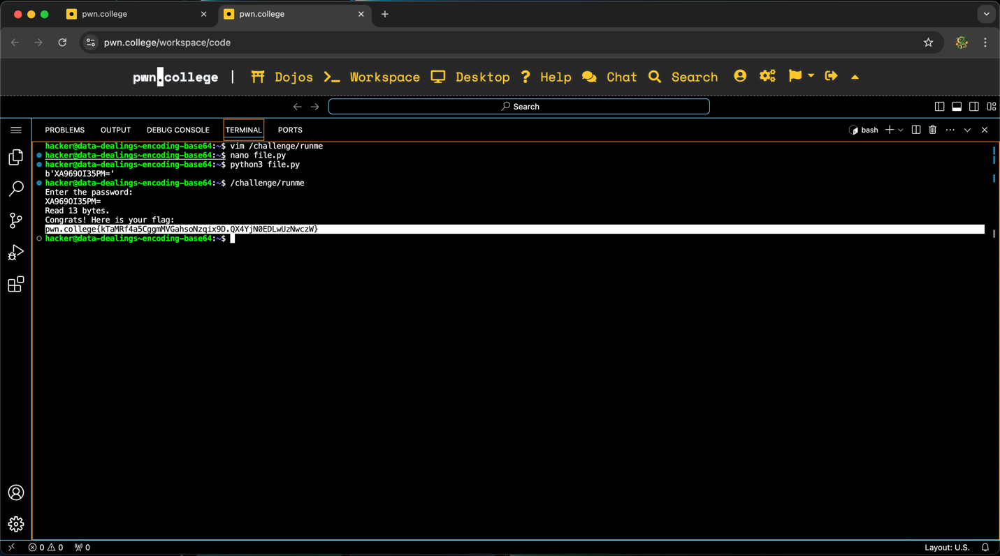 pwn.college
pwn.college
pwn.college/workspace/code
pwn.college | Dojos Workspace Desktop Help Chat Search
Search
PROBLEMS OUTPUT DEBUG CONSOLE TERMINAL PORTS bash
hacker@data-dealings~encoding-base64:~$ vim /challenge/runme
hacker@data-dealings~encoding-base64:~$ nano file.py
hacker@data-dealings~encoding-base64:~$ python3 file.py
b'XA969OI35PM='
hacker@data-dealings~encoding-base64:~$ /challenge/runme
Enter the password:
XA969OI35PM=
Read 13 bytes.
Congrats! Here is your flag:
pwn.college{kTaMRf4a5CggmMVGahsoNzqix9D.QX4YjN0EDLwUzNwczW}
hacker@data-dealings~encoding-base64:~$
0 0 0 Layout: U.S.